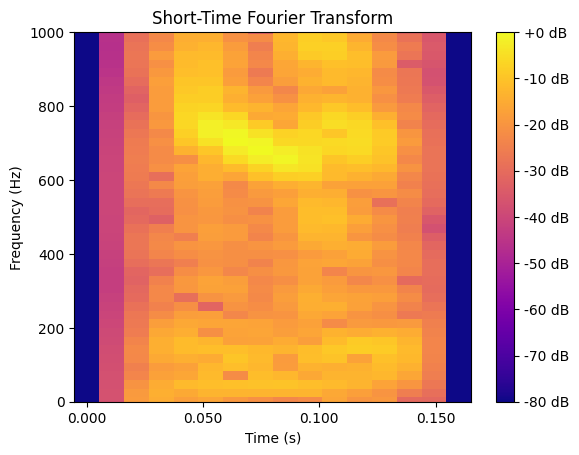 Short-Time Fourier Transform
1000
800
600
400
200
0
Frequency (Hz)
0.000
0.050
0.100
0.150
Time (s)
+0 dB
-10 dB
-20 dB
-30 dB
-40 dB
-50 dB
-60 dB
-70 dB
-80 dB